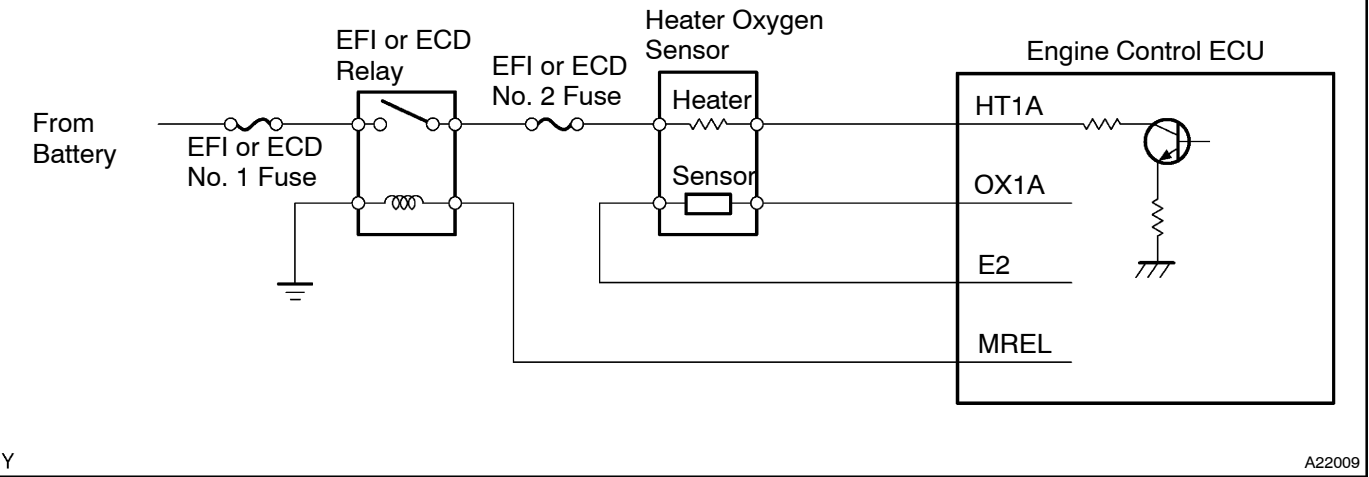 Heater Oxygen
Sensor
EFI or ECD
Relay
EFI or ECD
No. 2 Fuse
Engine Control ECU
From
Battery
EFI or ECD
No. 1 Fuse
Heater
Sensor
HT1A
OX1A
E2
MREL
Y
A22009